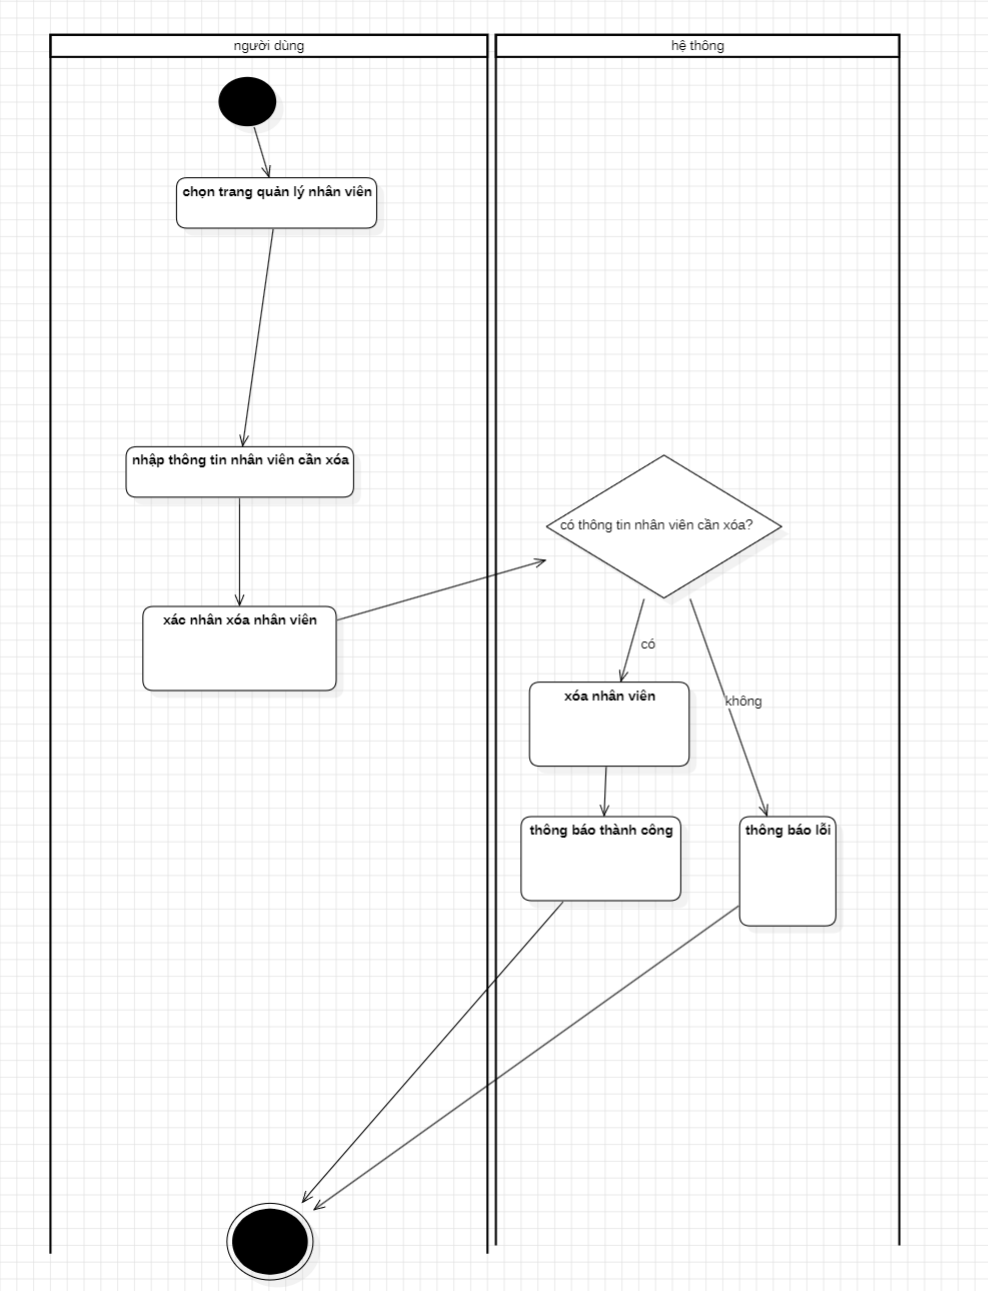 người dùng
hệ thông
chọn trang quản lý nhân viên
nhập thông tin nhân viên cần xóa
có thông tin nhân viên cần xóa?
xác nhân xóa nhân viên
có
xóa nhân viên
không
thông báo thành công
thông báo lỗi